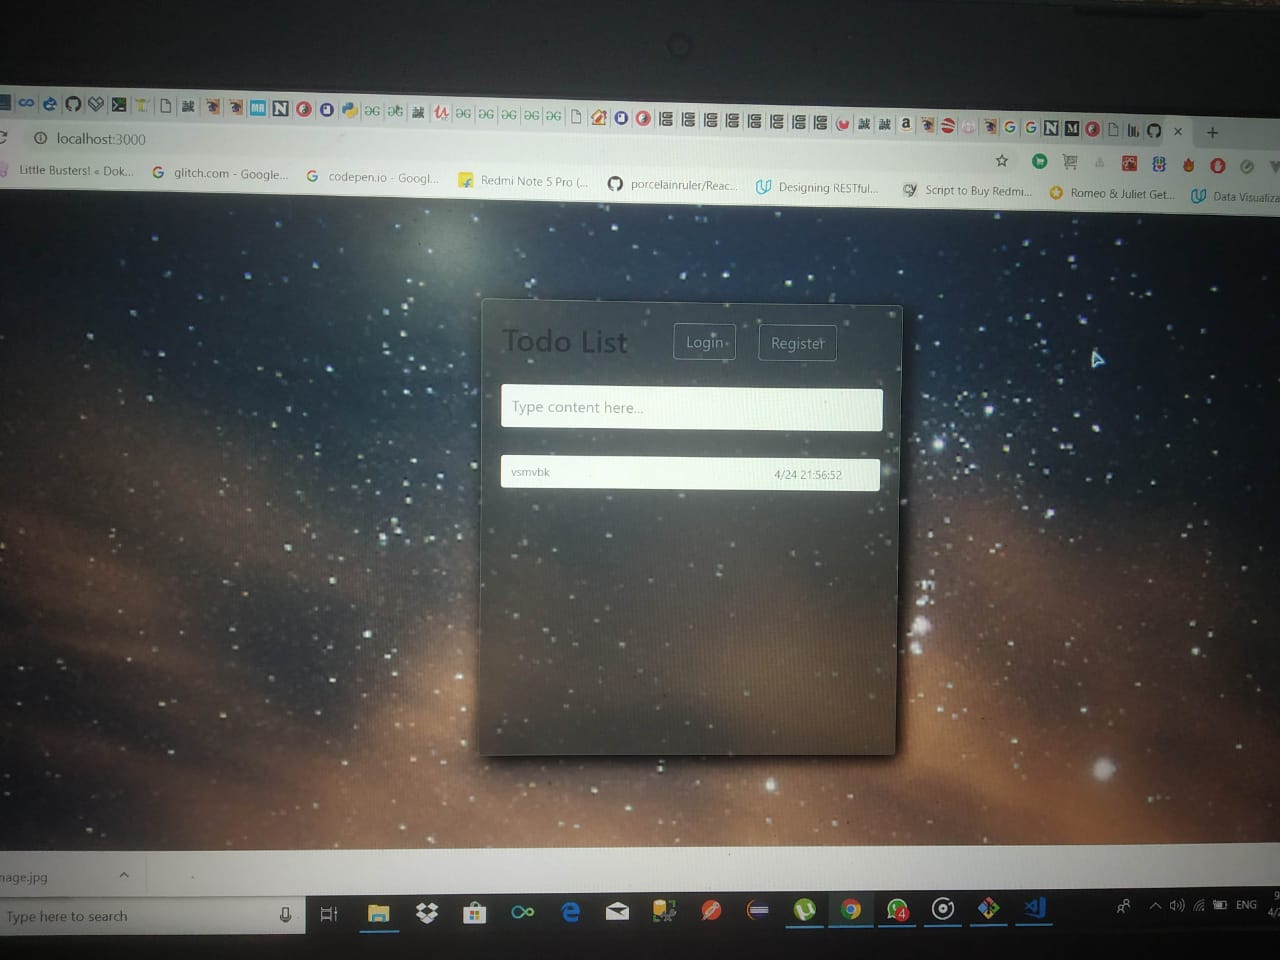 localhost:3000
Little Busters! « Dok...
glitch.com - Google...
codepen.io - Googl...
Redmi Note 5 Pro (...
porcelainruler/Reac...
Designing RESTful...
Script to Buy Redmi...
Romeo & Juliet Get...
Data Visualiza
Todo List
Login
Register
Type content here...
vsmvbk
4/24 21:56:52
mage.jpg
Type here to search
4
ENG